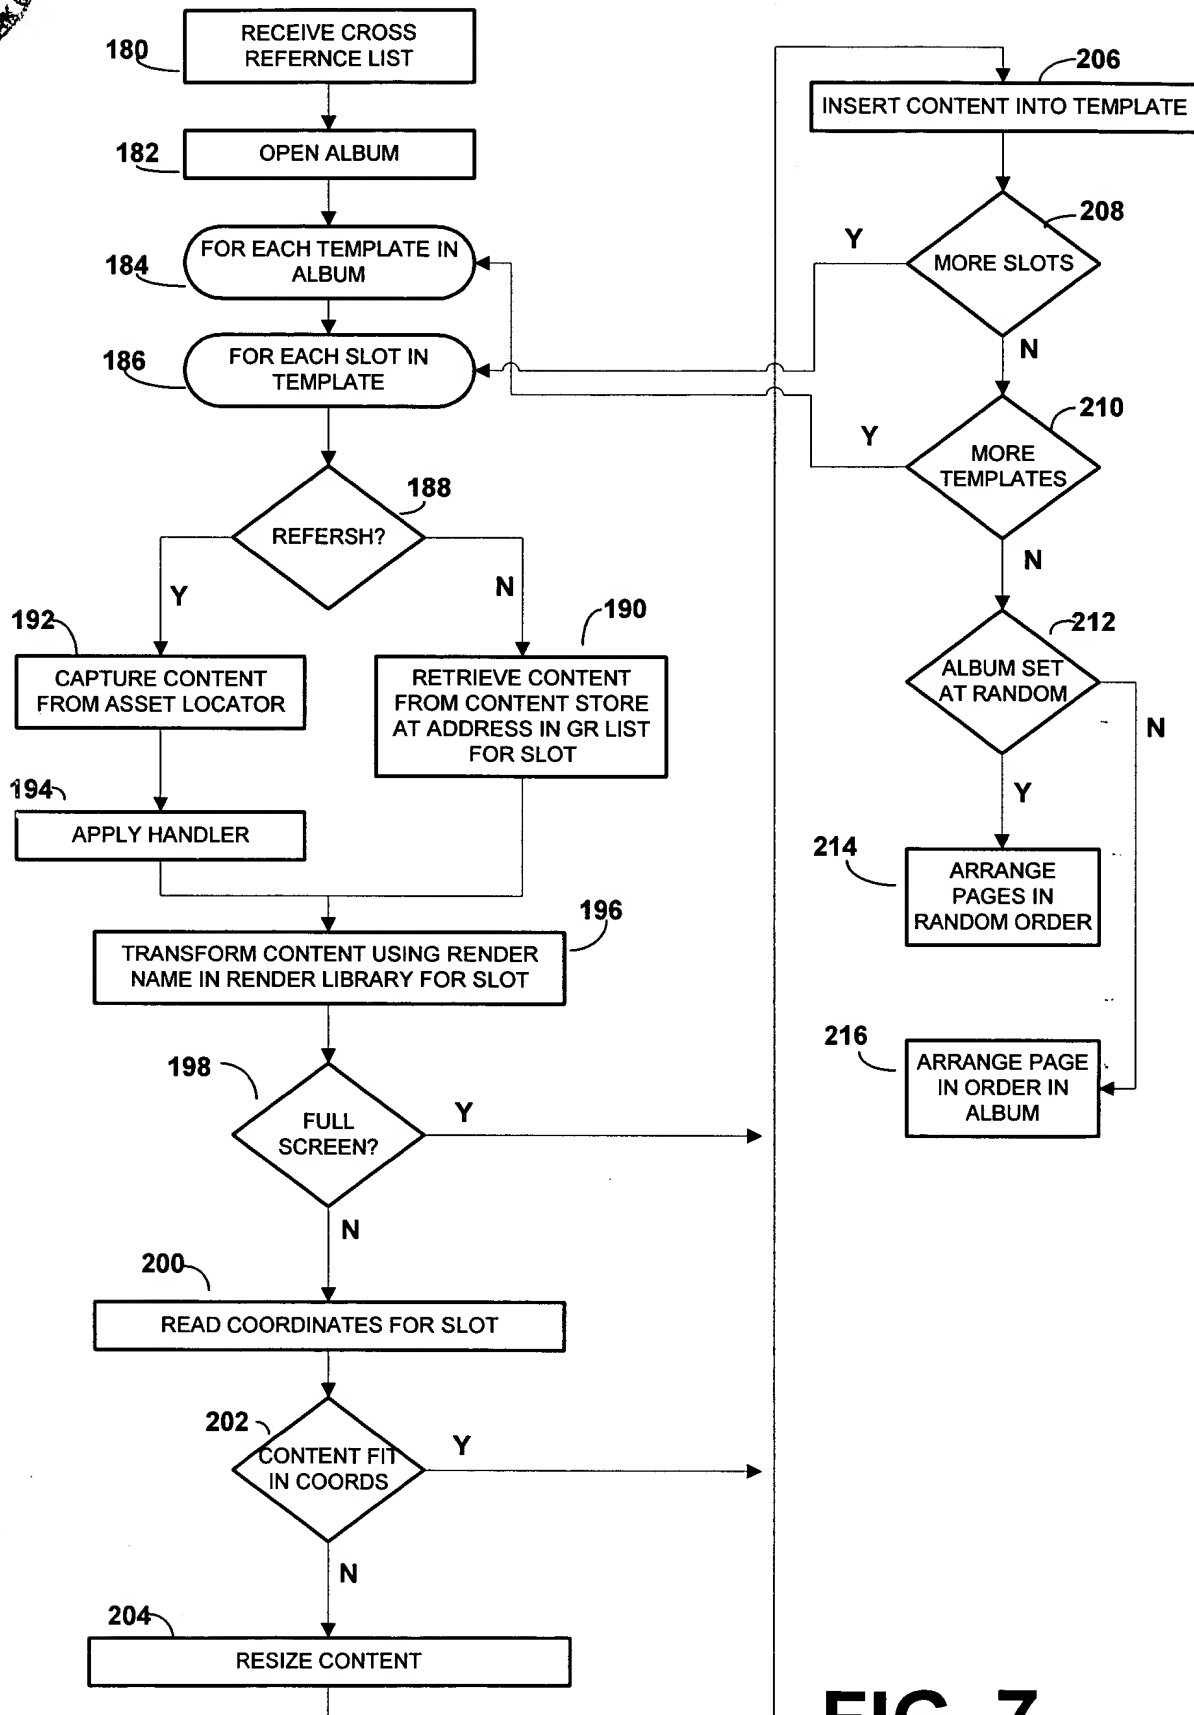 180
RECEIVE CROSS
REFERNCE LIST
182
OPEN ALBUM
184
FOR EACH TEMPLATE IN
ALBUM
186
FOR EACH SLOT IN
TEMPLATE
188
REFERSH?
Y
N
192
CAPTURE CONTENT
FROM ASSET LOCATOR
190
RETRIEVE CONTENT
FROM CONTENT STORE
AT ADDRESS IN GR LIST
FOR SLOT
194
APPLY HANDLER
196
TRANSFORM CONTENT USING RENDER
NAME IN RENDER LIBRARY FOR SLOT
198
FULL
SCREEN?
Y
N
200
READ COORDINATES FOR SLOT
202
CONTENT FIT
IN COORDS
Y
N
204
RESIZE CONTENT
206
INSERT CONTENT INTO TEMPLATE
208
MORE SLOTS
Y
N
210
MORE
TEMPLATES
Y
N
212
ALBUM SET
AT RANDOM
N
Y
214
ARRANGE
PAGES IN
RANDOM ORDER
216
ARRANGE PAGE
IN ORDER IN
ALBUM
FIG. 7